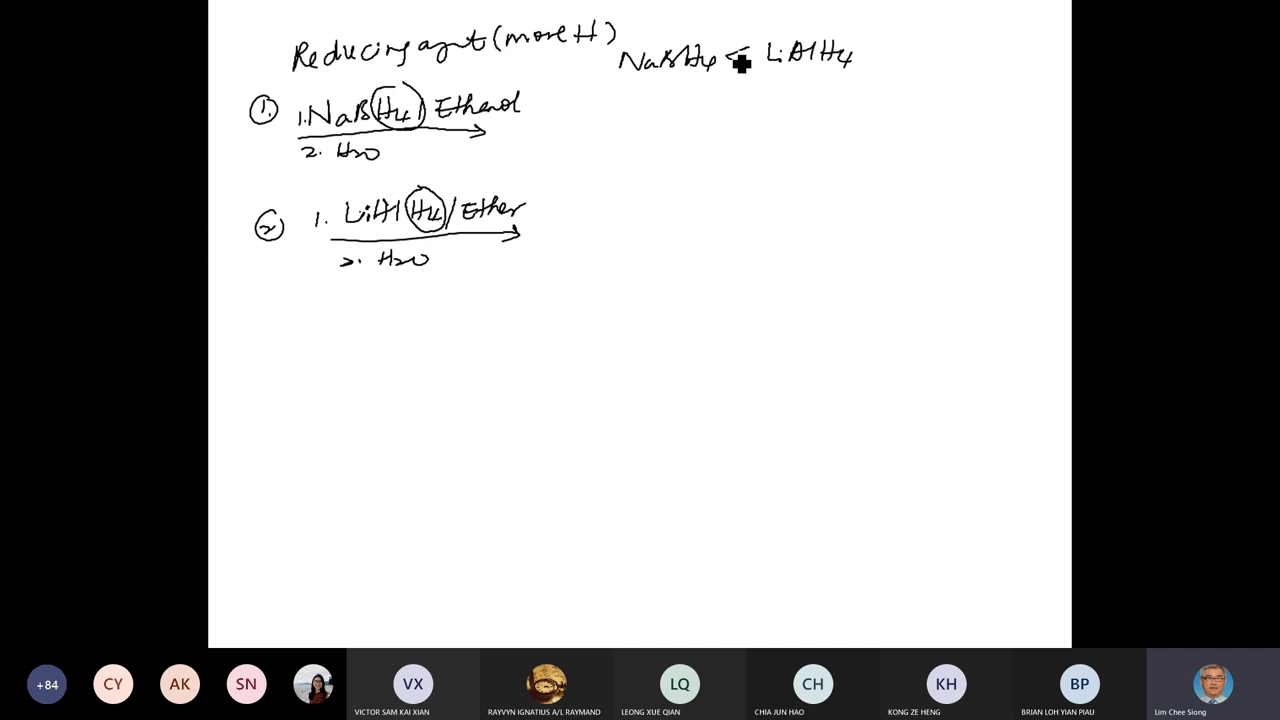 Reducing agent (more H)
NaBH4 < LiAlH4
① 1. NaBH4 / Ethanol
2. H2O
② 1. LiAlH4 / Ether
2. H2O
+84 CY AK SN VX LQ CH KH BP
VICTOR SAM KAI XIAN RAYVYN IGNATIUS A/L RAYMAND LEONG XUE QIAN CHIA JUN HAO KONG ZE HENG BRIAN LOH YIAN PIAU Lim Chee Siong